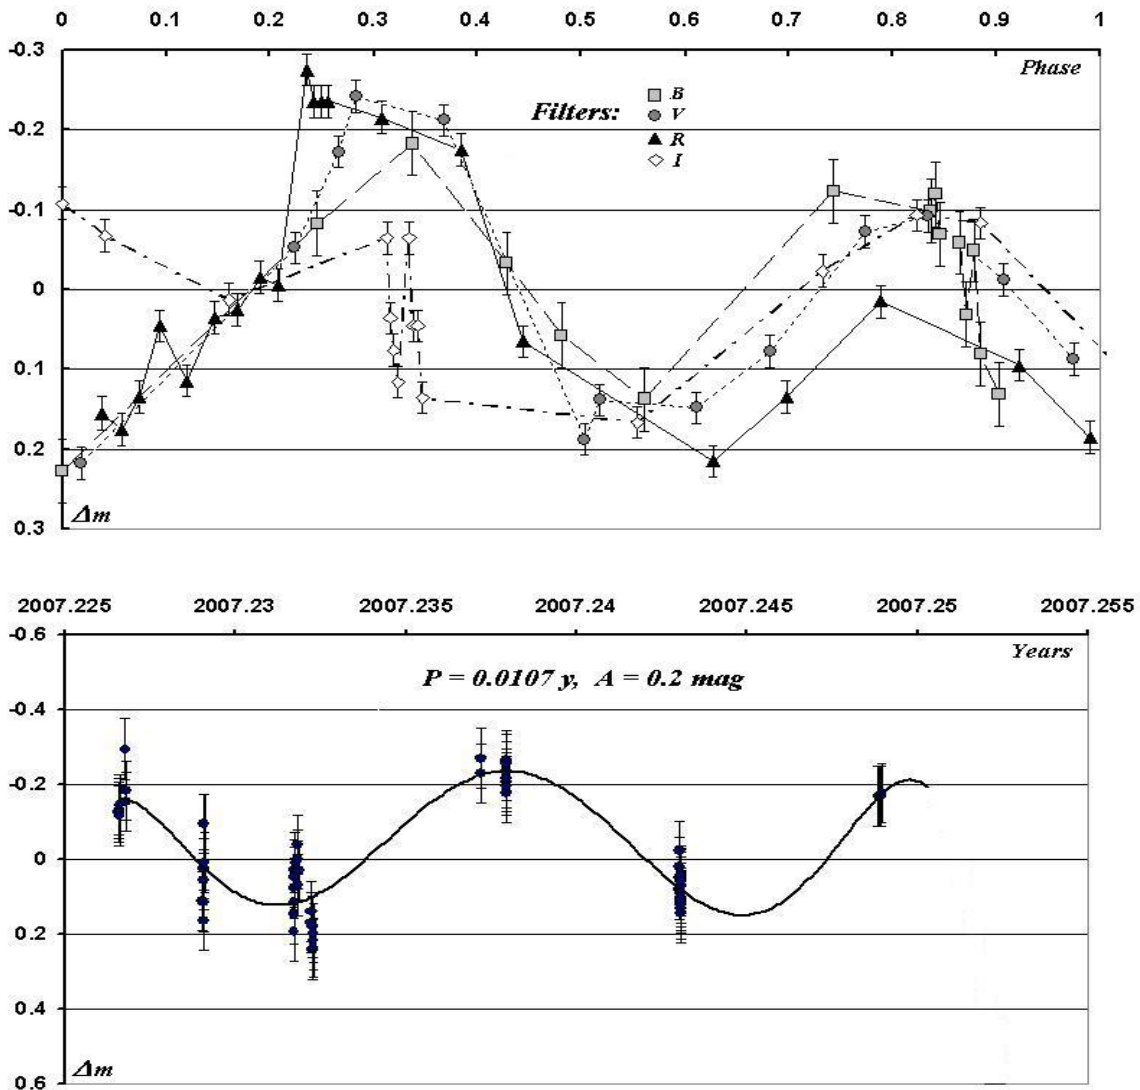 0 0.1 0.2 0.3 0.4 0.5 0.6 0.7 0.8 0.9 1
-0.3
Phase
Filters:
B
V
R
I
-0.2
-0.1
0
0.1
0.2
0.3
Δm
2007.225 2007.23 2007.235 2007.24 2007.245 2007.25 2007.255
-0.6
Years
P = 0.0107 y, A = 0.2 mag
-0.4
-0.2
0
0.2
0.4
0.6
Δm